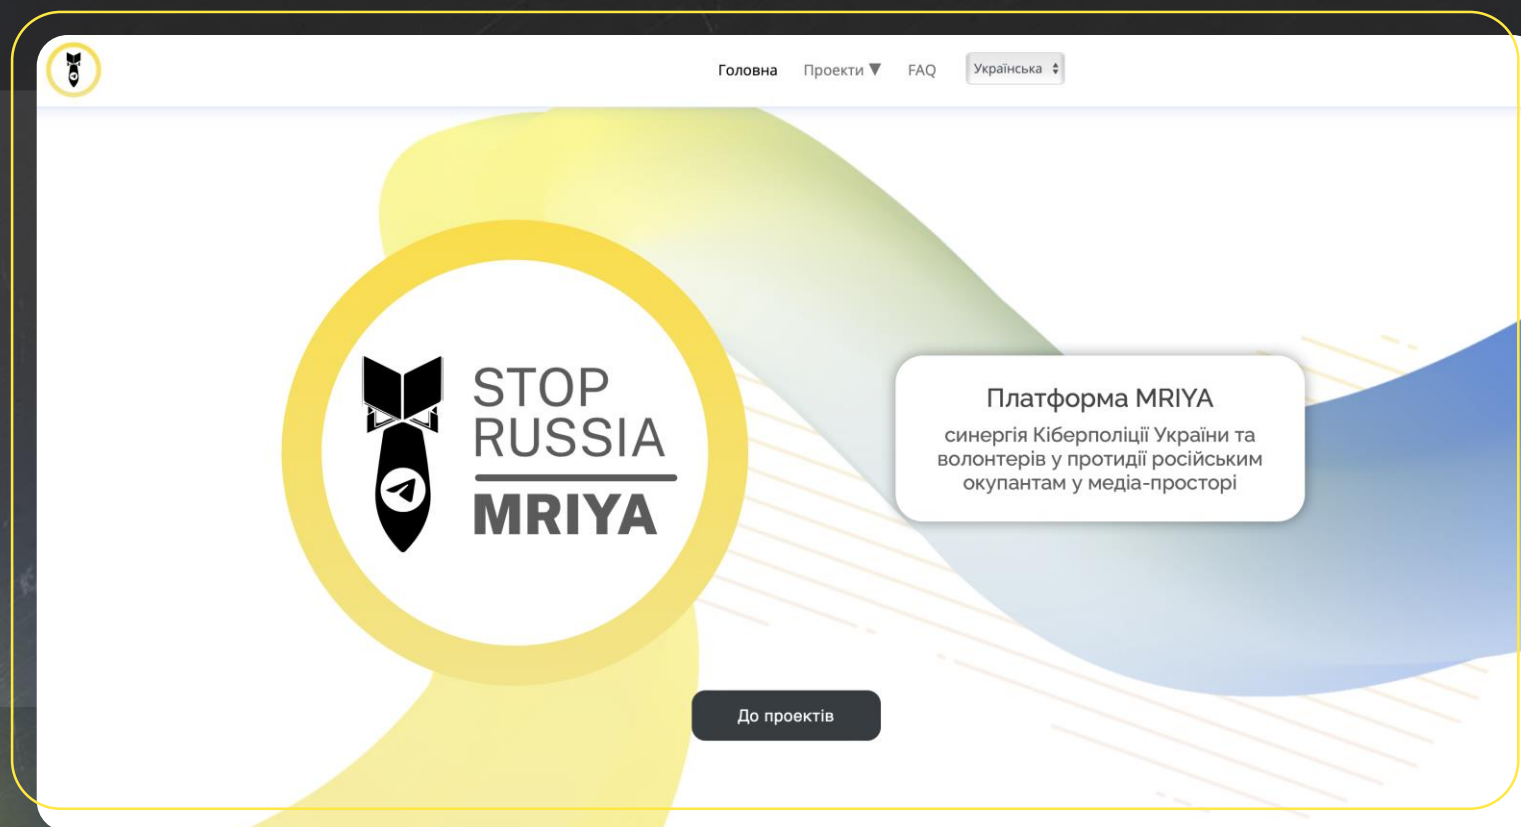 Головна Проекти ▼ FAQ Українська
STOP
RUSSIA
MRIYA
Платформа MRIYA
синергія Кіберполіції України та
волонтерів у протидії російським
окупантам у медіа-просторі
До проектів